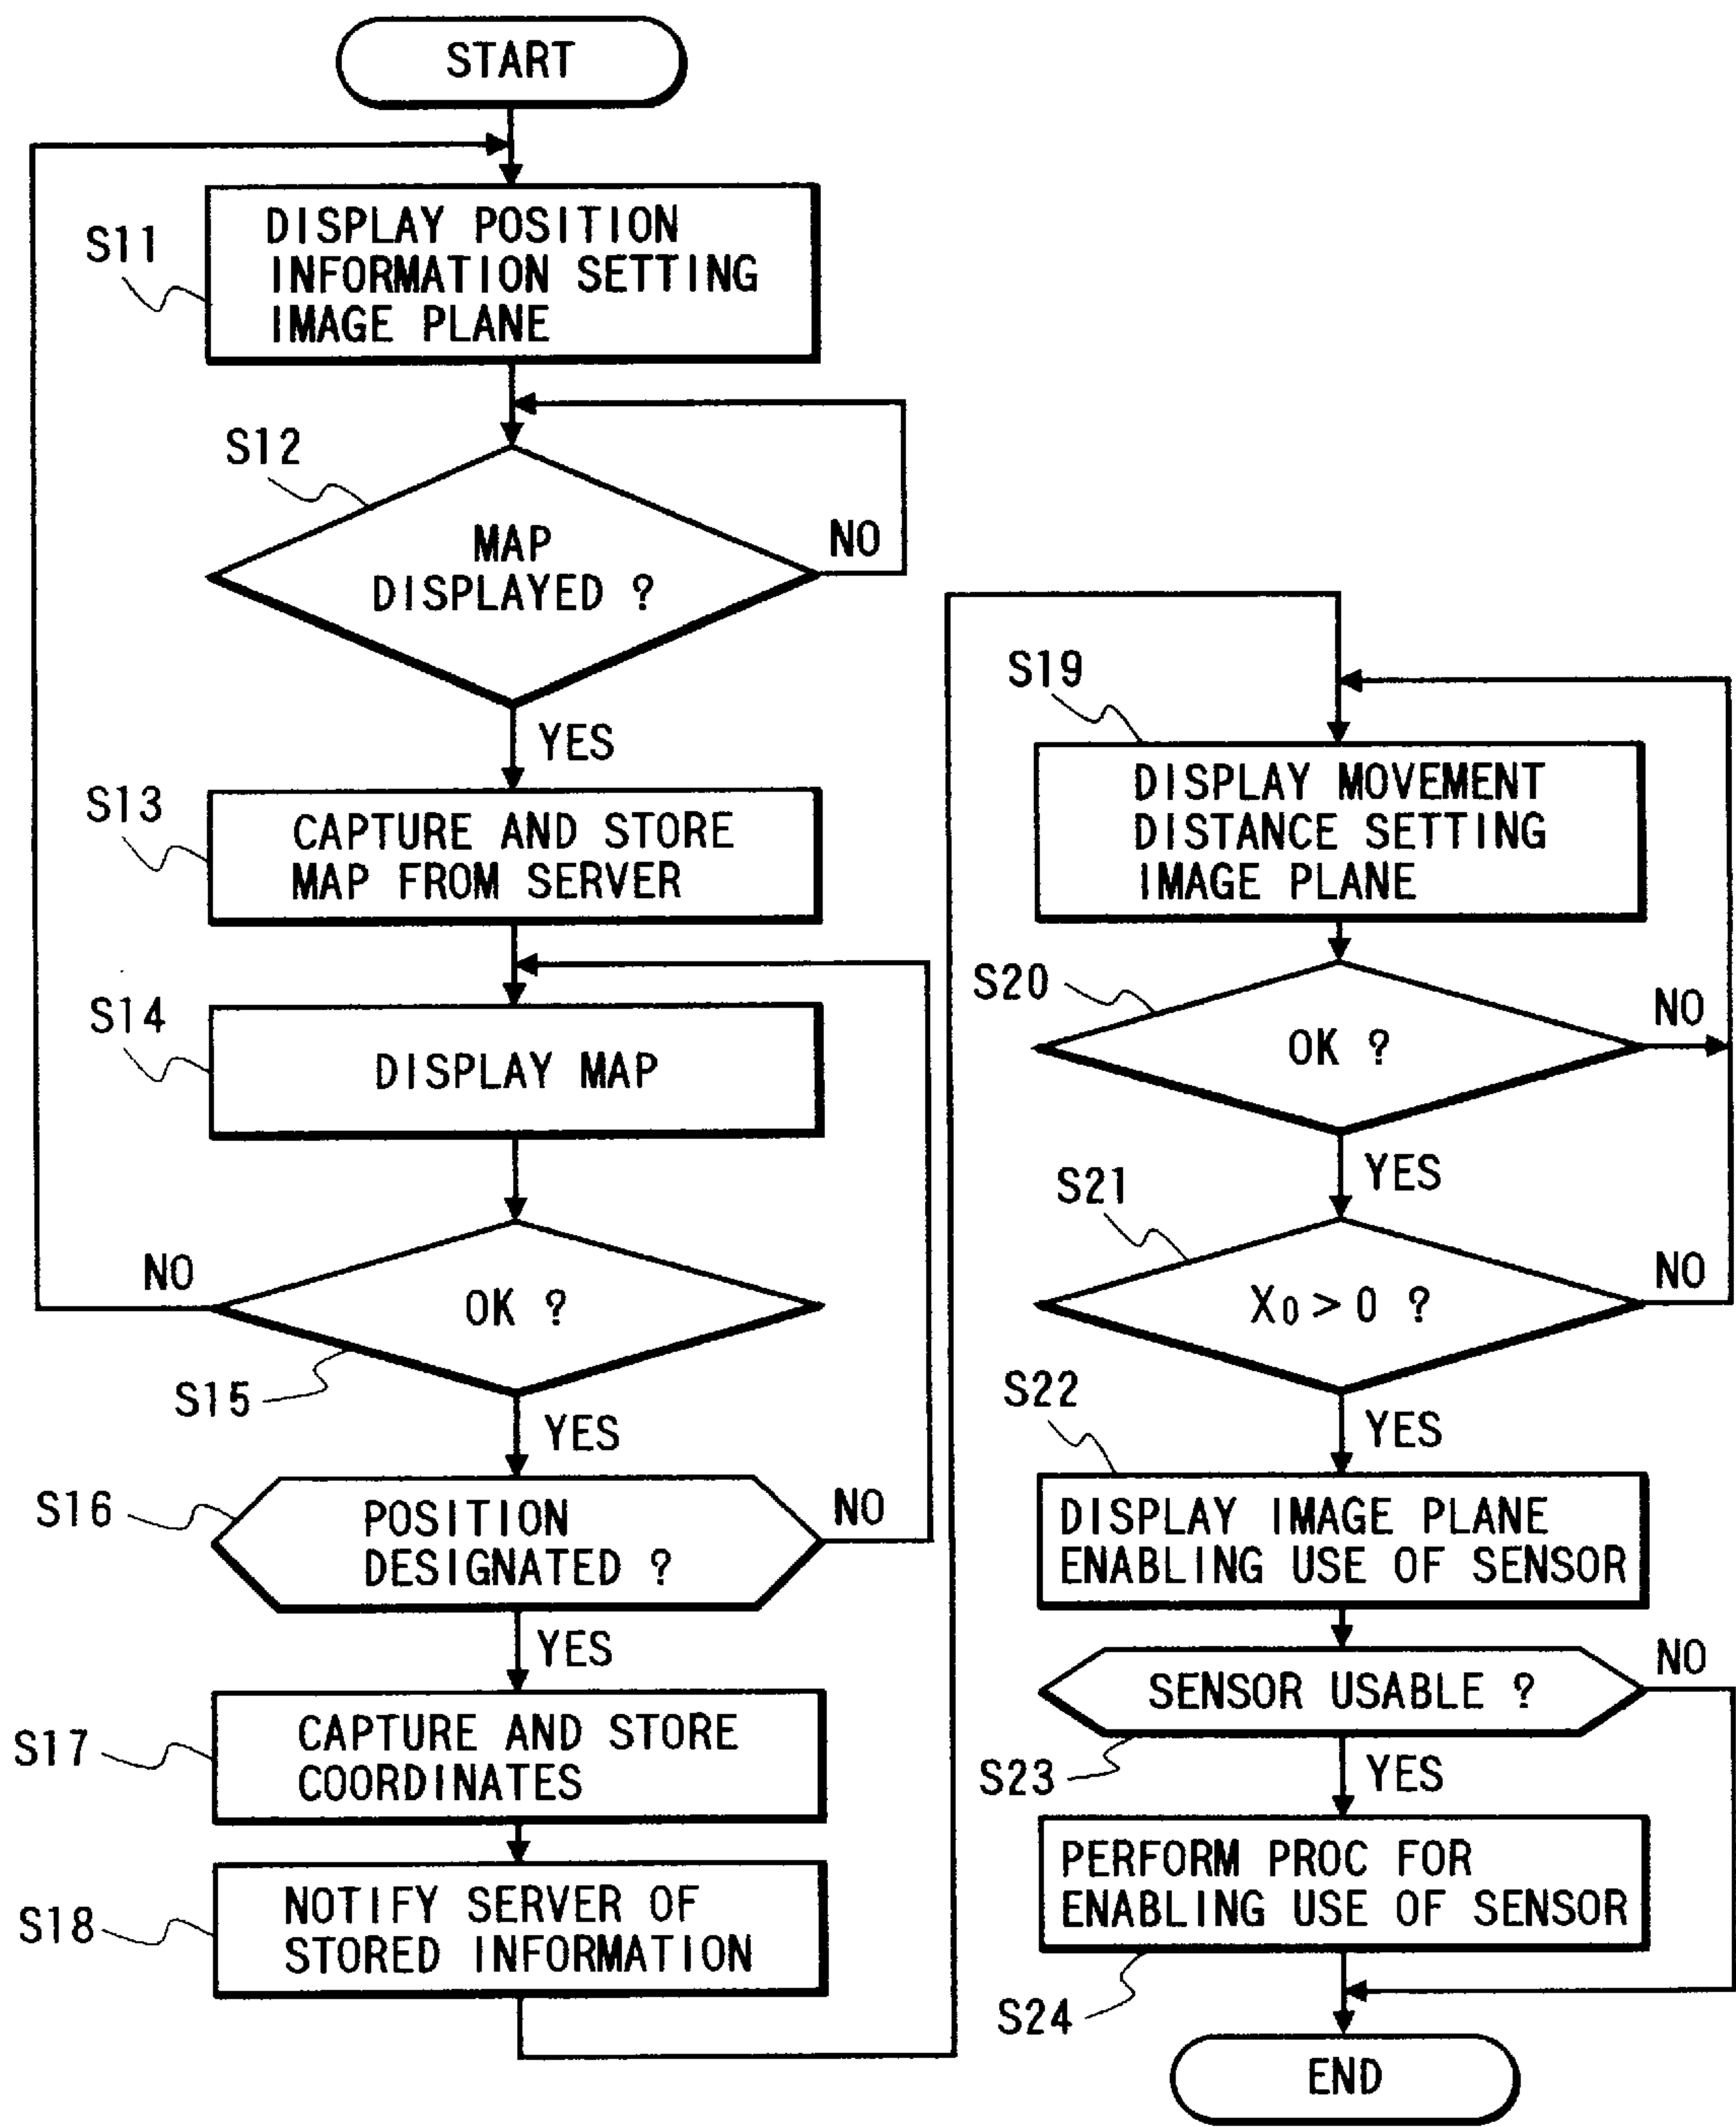 START
S11
DISPLAY POSITION
INFORMATION SETTING
IMAGE PLANE
S12
MAP
DISPLAYED ?
NO
YES
S13
CAPTURE AND STORE
MAP FROM SERVER
S14
DISPLAY MAP
NO
OK ?
S15
YES
S16
POSITION
DESIGNATED ?
NO
YES
S17
CAPTURE AND STORE
COORDINATES
S18
NOTIFY SERVER OF
STORED INFORMATION
S19
DISPLAY MOVEMENT
DISTANCE SETTING
IMAGE PLANE
S20
OK ?
NO
YES
S21
X₀ > 0 ?
NO
YES
S22
DISPLAY IMAGE PLANE
ENABLING USE OF SENSOR
SENSOR USABLE ?
NO
S23
YES
PERFORM PROC FOR
ENABLING USE OF SENSOR
S24
END